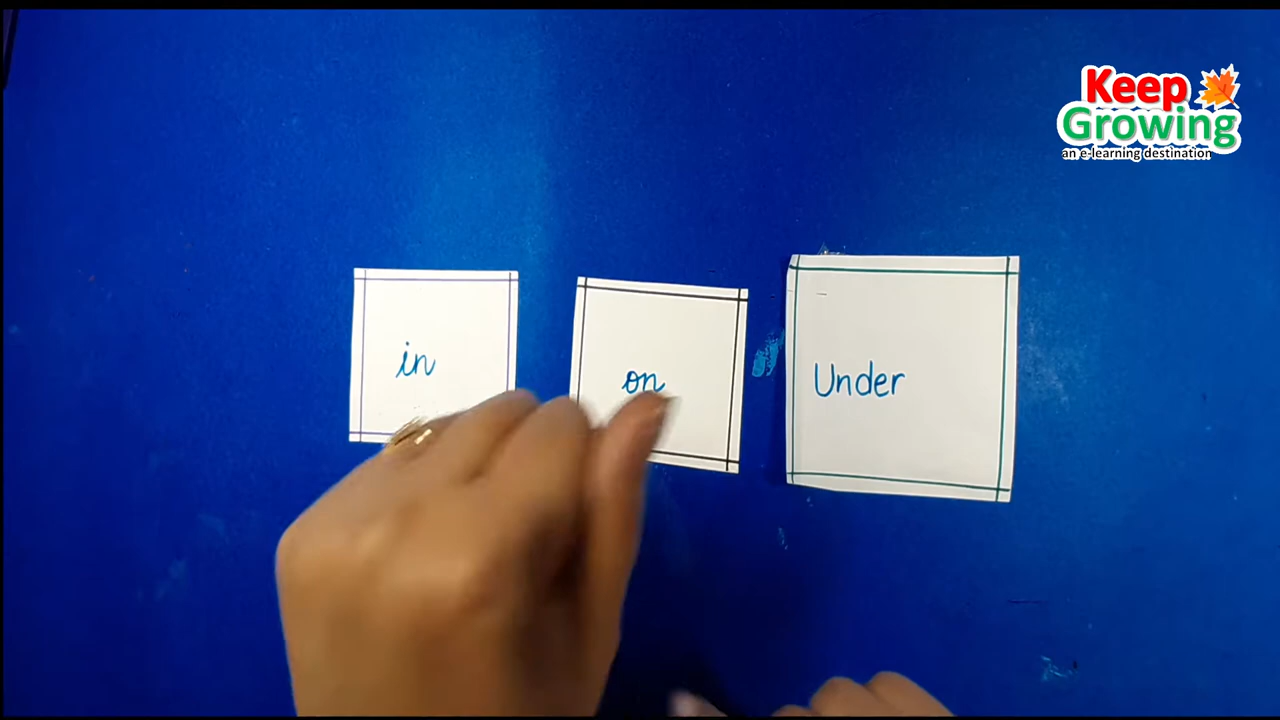 Keep
Growing
an e-learning destination
in
on
Under